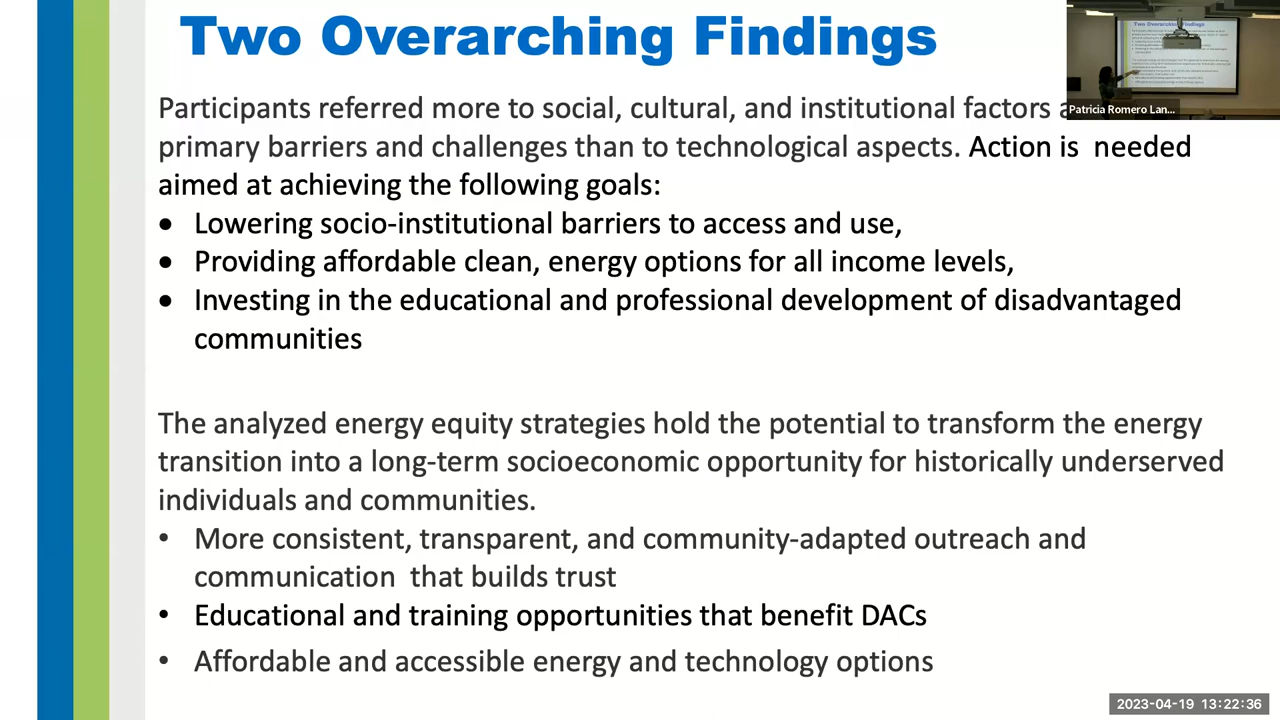 Two Overarching Findings
Participants referred more to social, cultural, and institutional factors
primary barriers and challenges than to technological aspects. Action is needed
aimed at achieving the following goals:
• Lowering socio-institutional barriers to access and use,
• Providing affordable clean, energy options for all income levels,
• Investing in the educational and professional development of disadvantaged
communities
The analyzed energy equity strategies hold the potential to transform the energy
transition into a long-term socioeconomic opportunity for historically underserved
individuals and communities.
• More consistent, transparent, and community-adapted outreach and
communication that builds trust
• Educational and training opportunities that benefit DACs
• Affordable and accessible energy and technology options
Two Overarching Findings
Patricia Romero Lan...
2023-04-19 13:22:36